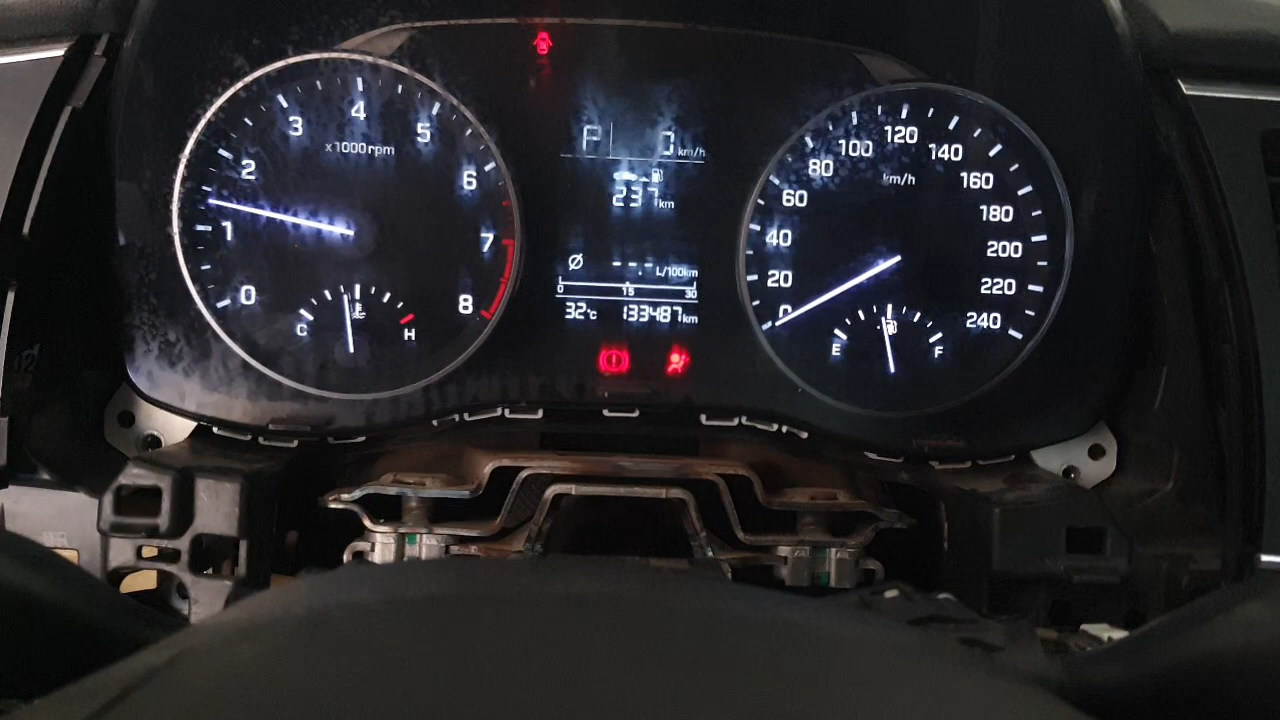 0 1 2 3 4 5 6 7 8
x1000rpm
C H
P 0 km/h
237 km
Ø --.- L/100km
0 15 30
32°C 133487 km
0 20 40 60 80 100 120 140 160 180 200 220 240
km/h
E F